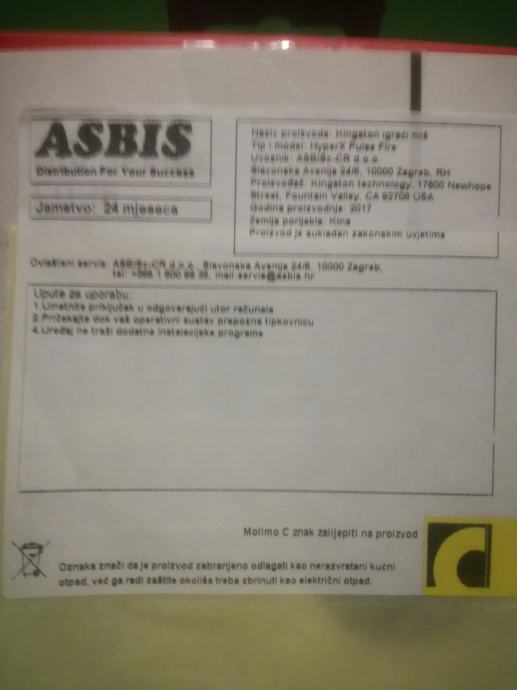 ASBIS
Distribution For Your Success
Jamstvo: 24 mjeseca
Naziv proizvoda: Kingston igraći miš
Tip i model: HyperX Pulse Fire
Uvoznik: ASBISc-CR d.o.o.
Slavonska Avenija 24/6, 10000 Zagreb, RH
Proizvođač: Kingston technology, 17600 Newhope
Street, Fountain Valley, CA 92708 USA
Godina proizvodnje: 2017
Zemlja porijekla: Kina
Proizvod je sukladan zakonskim uvjetima
Ovlašteni servis: ASBISc-CR d.o.o., Slavonska Avenija 24/6, 10000 Zagreb,
tel: mail: servis@asbis.hr
Upute za uporabu:
1.Umetnite priključak u odgovarajući utor računala
2.Pričekajte dok vaš operativni sustav prepozna tipkovnicu
4.Uređaj ne traži dodatne instalacijske programe
Molimo C znak zalijepiti na proizvod
Oznaka znači da je proizvod zabranjeno odlagati kao nerazvrstani kućni
otpad, već ga radi zaštite okoliša treba zbrinuti kao električni otpad.